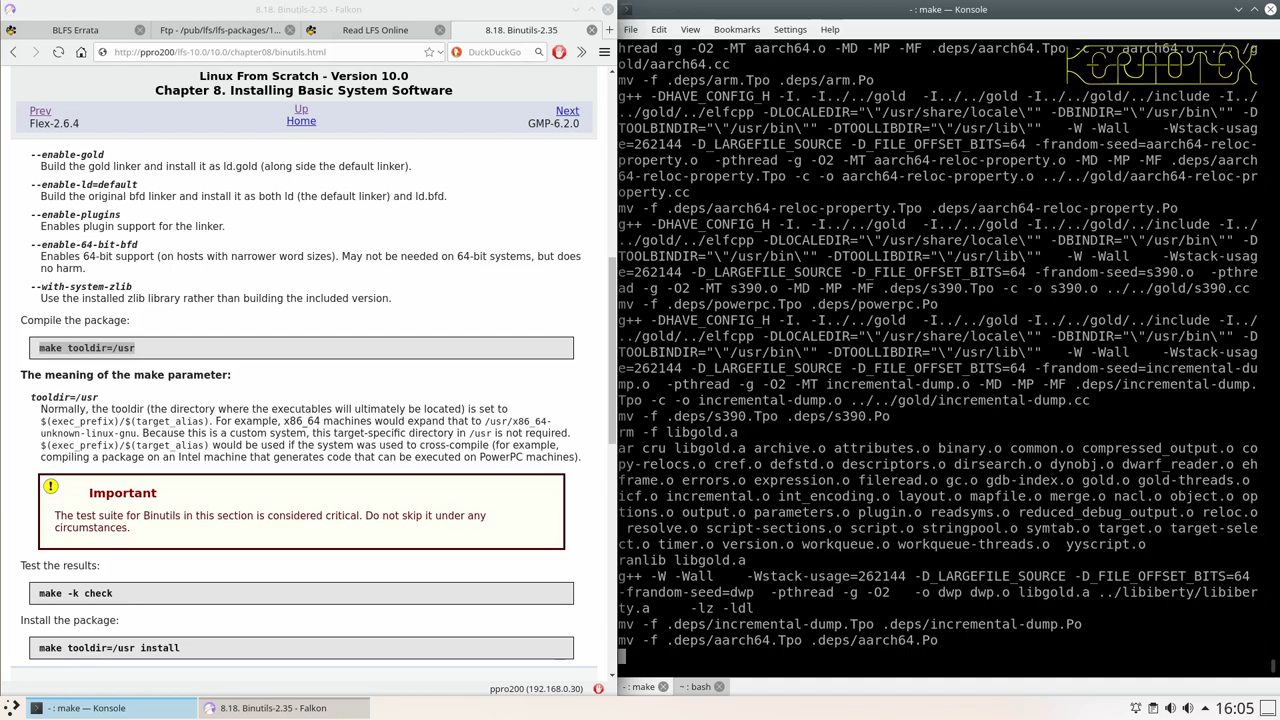 8.18. Binutils-2.35 - Falkon
- : make — Konsole
BLFS Errata
Ftp - /pub/lfs/lfs-packages/1...
Read LFS Online
8.18. Binutils-2.35
http://ppro200/lfs-10.0/10.0/chapter08/binutils.html
DuckDuckGo
Linux From Scratch - Version 10.0
Chapter 8. Installing Basic System Software
Prev
Up
Next
Flex-2.6.4
Home
GMP-6.2.0
--enable-gold
Build the gold linker and install it as ld.gold (along side the default linker).
--enable-ld=default
Build the original bfd linker and install it as both ld (the default linker) and ld.bfd.
--enable-plugins
Enables plugin support for the linker.
--enable-64-bit-bfd
Enables 64-bit support (on hosts with narrower word sizes). May not be needed on 64-bit systems, but does
no harm.
--with-system-zlib
Use the installed zlib library rather than building the included version.
Compile the package:
make tooldir=/usr
The meaning of the make parameter:
tooldir=/usr
Normally, the tooldir (the directory where the executables will ultimately be located) is set to
$(exec_prefix)/$(target_alias). For example, x86_64 machines would expand that to /usr/x86_64-
unknown-linux-gnu. Because this is a custom system, this target-specific directory in /usr is not required.
$(exec_prefix)/$(target_alias) would be used if the system was used to cross-compile (for example,
compiling a package on an Intel machine that generates code that can be executed on PowerPC machines).
Important
The test suite for Binutils in this section is considered critical. Do not skip it under any
circumstances.
Test the results:
make -k check
Install the package:
make tooldir=/usr install
ppro200 (192.168.0.30)
File Edit View Bookmarks Settings Help
KERNOTEX
hread -g -O2 -MT aarch64.o -MD -MP -MF .deps/aarch64.Tpo -c -o aarch64.o ../../g
old/aarch64.cc
mv -f .deps/arm.Tpo .deps/arm.Po
g++ -DHAVE_CONFIG_H -I. -I../../gold  -I../../gold -I../../gold/../include -I../
../gold/../elfcpp -DLOCALEDIR="\"/usr/share/locale\"" -DBINDIR="\"/usr/bin\"" -D
TOOLBINDIR="\"/usr/bin\"" -DTOOLLIBDIR="\"/usr/lib\""   -W -Wall    -Wstack-usag
e=262144 -D_LARGEFILE_SOURCE -D_FILE_OFFSET_BITS=64 -frandom-seed=aarch64-reloc-
property.o  -pthread -g -O2 -MT aarch64-reloc-property.o -MD -MP -MF .deps/aarch
64-reloc-property.Tpo -c -o aarch64-reloc-property.o ../../gold/aarch64-reloc-pr
operty.cc
mv -f .deps/aarch64-reloc-property.Tpo .deps/aarch64-reloc-property.Po
g++ -DHAVE_CONFIG_H -I. -I../../gold  -I../../gold -I../../gold/../include -I../
../gold/../elfcpp -DLOCALEDIR="\"/usr/share/locale\"" -DBINDIR="\"/usr/bin\"" -D
TOOLBINDIR="\"/usr/bin\"" -DTOOLLIBDIR="\"/usr/lib\""   -W -Wall    -Wstack-usag
e=262144 -D_LARGEFILE_SOURCE -D_FILE_OFFSET_BITS=64 -frandom-seed=s390.o  -pthre
ad -g -O2 -MT s390.o -MD -MP -MF .deps/s390.Tpo -c -o s390.o ../../gold/s390.cc
mv -f .deps/powerpc.Tpo .deps/powerpc.Po
g++ -DHAVE_CONFIG_H -I. -I../../gold  -I../../gold -I../../gold/../include -I../
../gold/../elfcpp -DLOCALEDIR="\"/usr/share/locale\"" -DBINDIR="\"/usr/bin\"" -D
TOOLBINDIR="\"/usr/bin\"" -DTOOLLIBDIR="\"/usr/lib\""   -W -Wall    -Wstack-usag
e=262144 -D_LARGEFILE_SOURCE -D_FILE_OFFSET_BITS=64 -frandom-seed=incremental-du
mp.o  -pthread -g -O2 -MT incremental-dump.o -MD -MP -MF .deps/incremental-dump.
Tpo -c -o incremental-dump.o ../../gold/incremental-dump.cc
mv -f .deps/s390.Tpo .deps/s390.Po
rm -f libgold.a
ar cru libgold.a archive.o attributes.o binary.o common.o compressed_output.o co
py-relocs.o cref.o defstd.o descriptors.o dirsearch.o dynobj.o dwarf_reader.o eh
frame.o errors.o expression.o fileread.o gc.o gdb-index.o gold.o gold-threads.o
icf.o incremental.o int_encoding.o layout.o mapfile.o merge.o nacl.o object.o op
tions.o output.o parameters.o plugin.o readsyms.o reduced_debug_output.o reloc.o
 resolve.o script-sections.o script.o stringpool.o symtab.o target.o target-sele
ct.o timer.o version.o workqueue.o workqueue-threads.o  yyscript.o
ranlib libgold.a
g++ -W -Wall    -Wstack-usage=262144 -D_LARGEFILE_SOURCE -D_FILE_OFFSET_BITS=64
-frandom-seed=dwp  -pthread -g -O2   -o dwp dwp.o libgold.a ../libiberty/libiber
ty.a     -lz -ldl
mv -f .deps/incremental-dump.Tpo .deps/incremental-dump.Po
mv -f .deps/aarch64.Tpo .deps/aarch64.Po
- : make
~ : bash
- : make — Konsole
8.18. Binutils-2.35 - Falkon
16:05